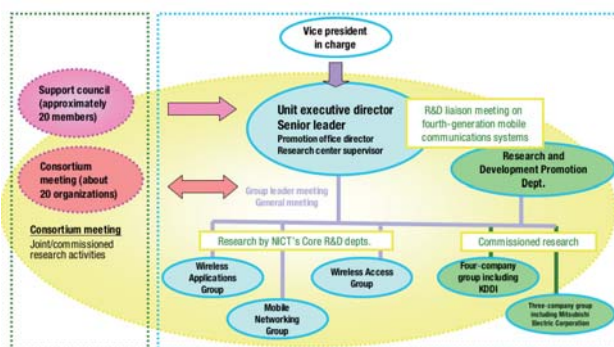 Vice president
in charge
Support council
(approximately
20 members)
Unit executive director
Senior leader
Promotion office director
Research center supervisor
R&D liaison meeting on
fourth-generation mobile
communications systems
Research and
Development Promotion
Dept.
Consortium
meeting (about
20 organizations)
Group leader meeting
General meeting
Consortium meeting
Joint/commissioned
research activities
Research by NICT's Core R&D depts.
Commissioned research
Wireless
Applications
Group
Mobile
Networking
Group
Wireless Access
Group
Four-company
group including
KDDI
Three-company group
including Mitsubishi
Electric Corporation